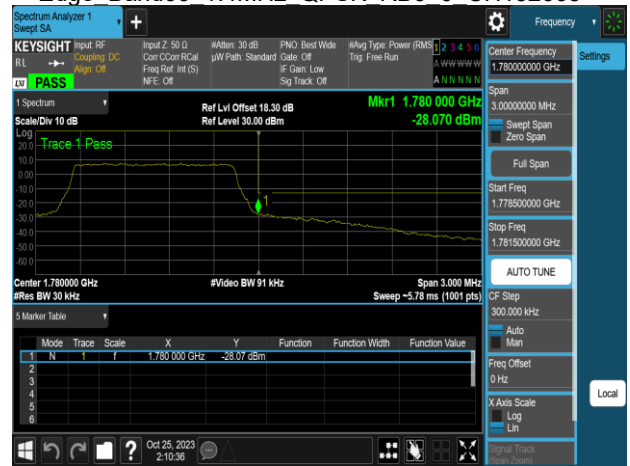 Spectrum Analyzer 1
Swept SA
Frequency
KEYSIGHT
RL
PASS
Input: RF
Coupling: DC
Align: Off
Input Z: 50 Ω
Corr CCorr RCal
Freq Ref: Int (S)
NFE: Off
#Atten: 30 dB
µW Path: Standard
PNO: Best Wide
Gate: Off
IF Gain: Low
Sig Track: Off
#Avg Type: Power (RMS
Trig: Free Run
1 2 3 4 5 6
A W W W W W
A N N N N N
Center Frequency
1.780000000 GHz
Settings
Span
3.00000000 MHz
Swept Span
Zero Span
Full Span
Start Freq
1.778500000 GHz
Stop Freq
1.781500000 GHz
AUTO TUNE
CF Step
300.000 kHz
Auto
Man
Freq Offset
0 Hz
X Axis Scale
Log
Lin
Signal Track
(Span Zoom)
Local
1 Spectrum
Scale/Div 10 dB
Ref Lvl Offset 18.30 dB
Ref Level 30.00 dBm
Mkr1 1.780 000 GHz
-28.070 dBm
Log
Trace 1 Pass
20.0
10.0
0.00
-10.0
-20.0
-30.0
-40.0
-50.0
-60.0
1
Center 1.780000 GHz
#Res BW 30 kHz
#Video BW 91 kHz
Span 3.000 MHz
Sweep ~5.78 ms (1001 pts)
5 Marker Table
Mode Trace Scale X Y Function Function Width Function Value
1 N 1 f 1.780 000 GHz -28.07 dBm
2
3
4
5
6
?
Oct 25, 2023
2:10:36